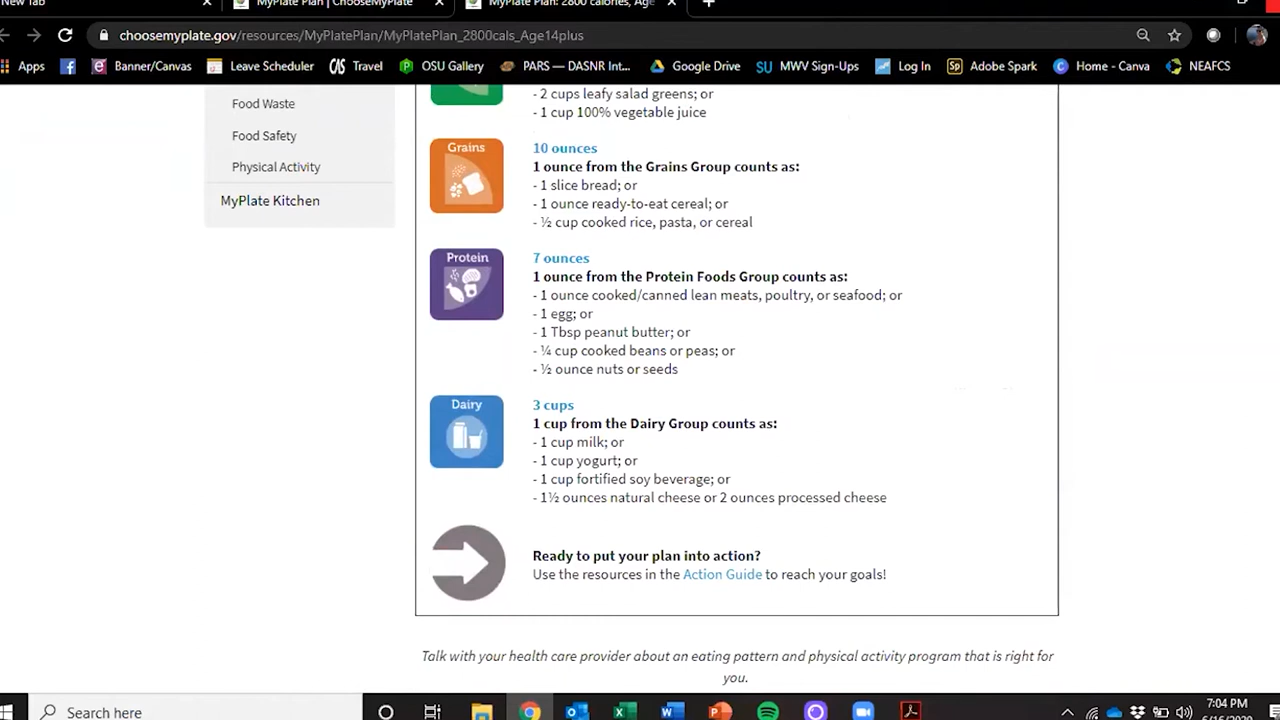 New Tab
MyPlate Plan | ChooseMyPlate
MyPlate Plan: 2800 calories, Age
choosemyplate.gov/resources/MyPlatePlan/MyPlatePlan_2800cals_Age14plus
Apps
Banner/Canvas
Leave Scheduler
Travel
OSU Gallery
PARS — DASNR Int...
Google Drive
SU MWV Sign-Ups
Log In
Sp Adobe Spark
Home - Canva
NEAFCS
Food Waste
Food Safety
Physical Activity
MyPlate Kitchen
- 2 cups leafy salad greens; or
- 1 cup 100% vegetable juice
Grains
10 ounces
1 ounce from the Grains Group counts as:
- 1 slice bread; or
- 1 ounce ready-to-eat cereal; or
- ½ cup cooked rice, pasta, or cereal
Protein
7 ounces
1 ounce from the Protein Foods Group counts as:
- 1 ounce cooked/canned lean meats, poultry, or seafood; or
- 1 egg; or
- 1 Tbsp peanut butter; or
- ¼ cup cooked beans or peas; or
- ½ ounce nuts or seeds
Dairy
3 cups
1 cup from the Dairy Group counts as:
- 1 cup milk; or
- 1 cup yogurt; or
- 1 cup fortified soy beverage; or
- 1½ ounces natural cheese or 2 ounces processed cheese
Ready to put your plan into action?
Use the resources in the Action Guide to reach your goals!
Talk with your health care provider about an eating pattern and physical activity program that is right for
you.
Search here
7:04 PM